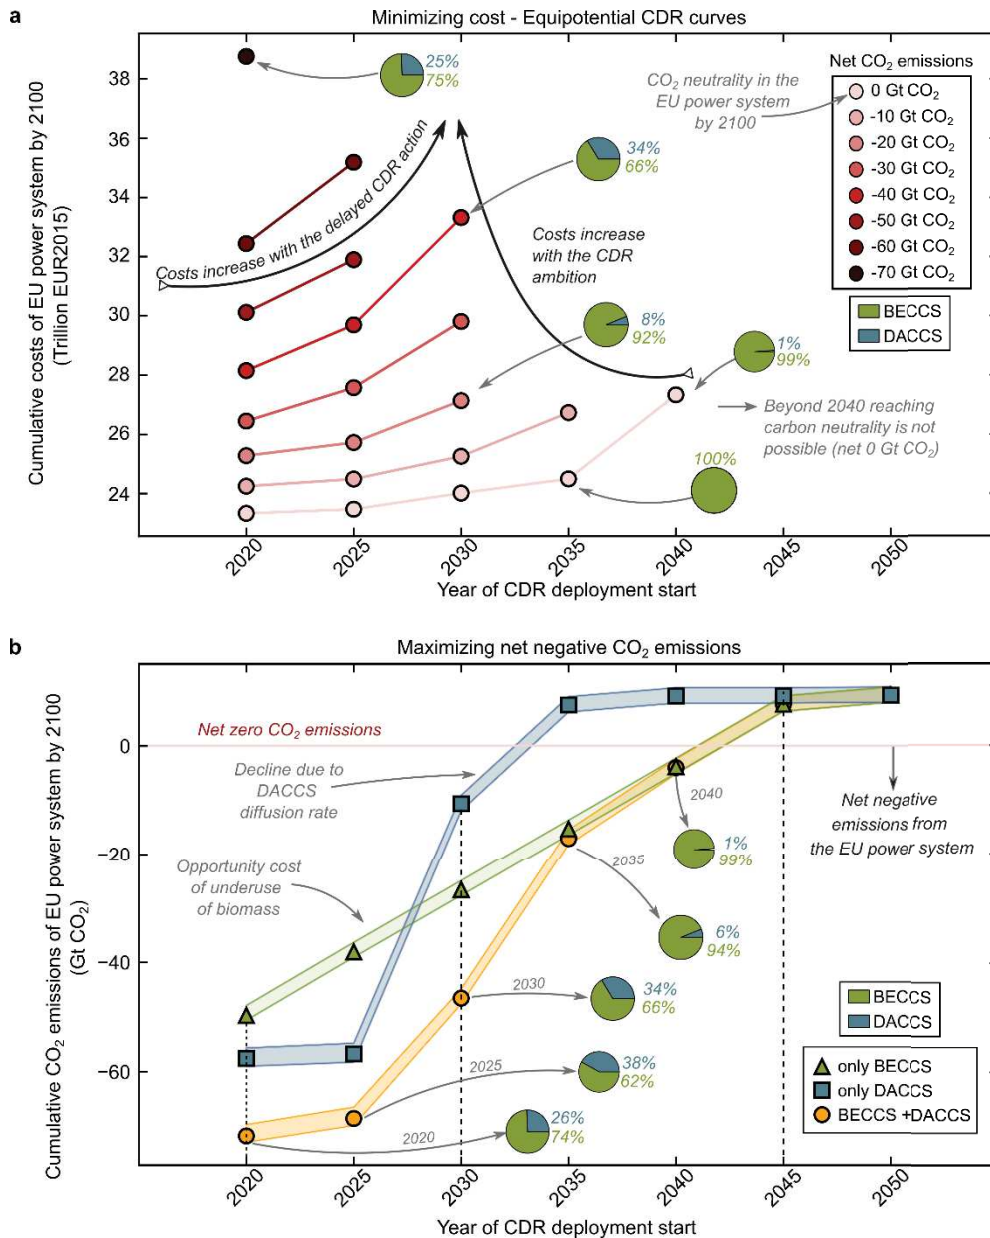 a
Minimizing cost - Equipotential CDR curves
Cumulative costs of EU power system by 2100
(Trillion EUR2015)
38
36
34
32
30
28
26
24
25%
75%
CO2 neutrality in the
EU power system
by 2100
Net CO2 emissions
0 Gt CO2
-10 Gt CO2
-20 Gt CO2
-30 Gt CO2
-40 Gt CO2
-50 Gt CO2
-60 Gt CO2
-70 Gt CO2
BECCS
DACCS
34%
66%
Costs increase with the delayed CDR action
Costs increase
with the CDR
ambition
8%
92%
1%
99%
Beyond 2040 reaching
carbon neutrality is not
possible (net 0 Gt CO2)
100%
2020
2025
2030
2035
2040
2045
2050
Year of CDR deployment start
b
Maximizing net negative CO2 emissions
Cumulative CO2 emissions of EU power system by 2100
(Gt CO2)
0
−20
−40
−60
Net zero CO2 emissions
Decline due to
DACCS
diffusion rate
Opportunity cost
of underuse
of biomass
2040
1%
99%
Net negative
emissions from
the EU power system
2035
6%
94%
2030
34%
66%
2025
38%
62%
2020
26%
74%
BECCS
DACCS
only BECCS
only DACCS
BECCS +DACCS
2020
2025
2030
2035
2040
2045
2050
Year of CDR deployment start